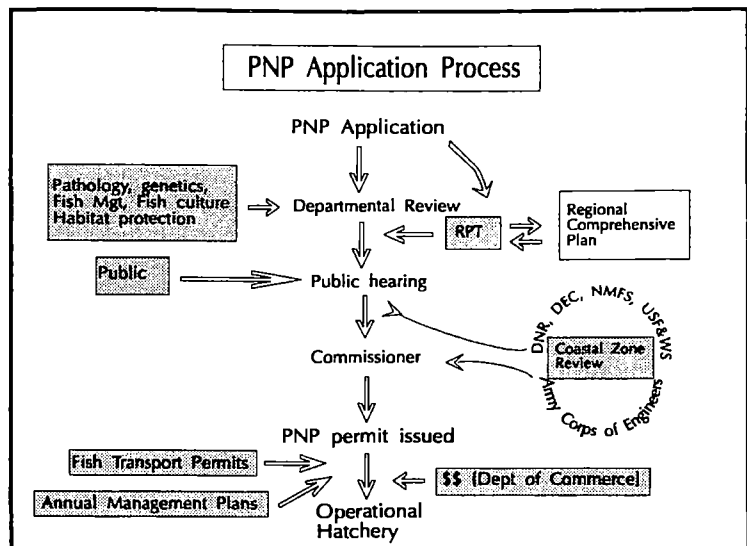 PNP Application Process
PNP Application
Pathology, genetics,
Fish Mgt, Fish culture
Habitat protection
Departmental Review
RPT
Regional
Comprehensive
Plan
Public
Public hearing
DNR, DEC, NMFS, USF&WS
Coastal Zone
Review
Army Corps of Engineers
Commissioner
PNP permit issued
Fish Transport Permits
$$ (Dept of Commerce)
Annual Management Plans
Operational
Hatchery